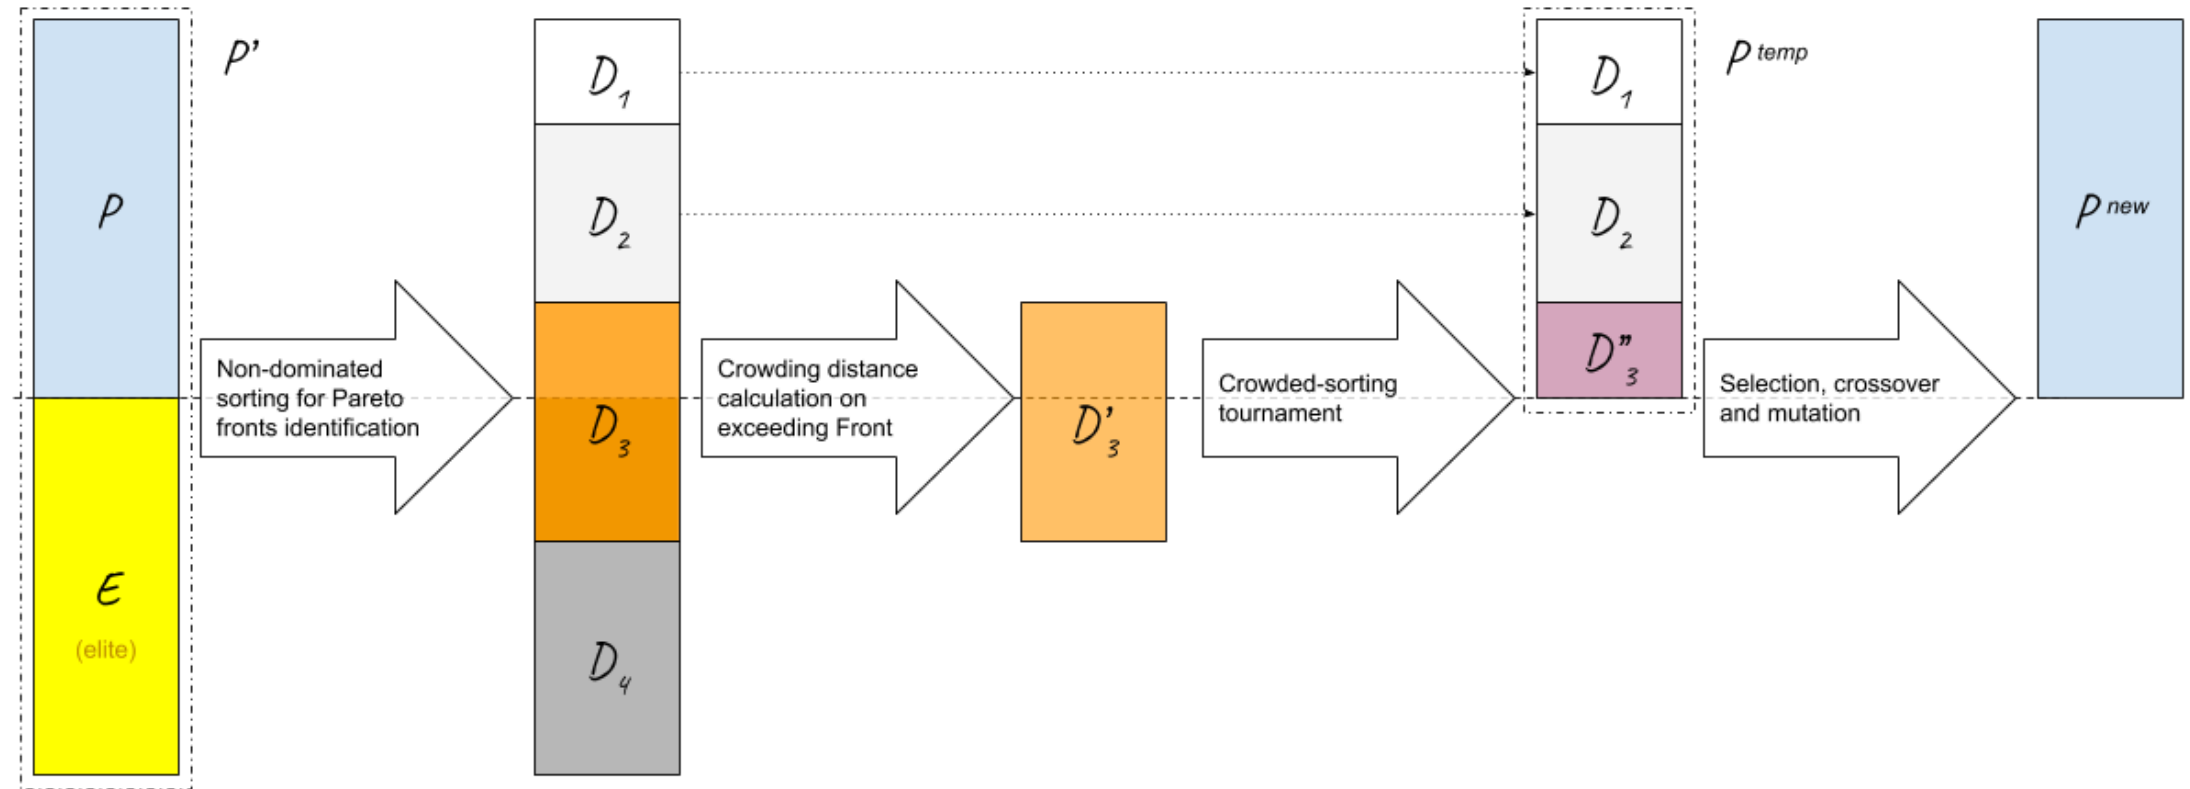 P’
P
E
(elite)
Non-dominated
sorting for Pareto
fronts identification
D1
D2
D3
D4
Crowding distance
calculation on
exceeding Front
D’3
Crowded-sorting
tournament
P temp
D1
D2
D”3
Selection, crossover
and mutation
P new